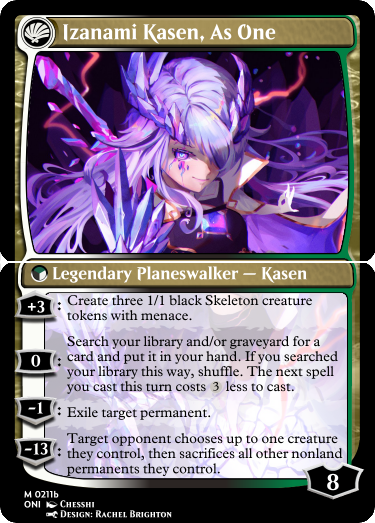 Izanami Kasen, As One
Legendary Planeswalker — Kasen
+3: Create three 1/1 black Skeleton creature
tokens with menace.
0: Search your library and/or graveyard for a
card and put it in your hand. If you searched
your library this way, shuffle. The next spell
you cast this turn costs 3 less to cast.
-1: Exile target permanent.
-13: Target opponent chooses up to one creature
they control, then sacrifices all other nonland
permanents they control.
8
M 0211b
ONI Chesshi
Design: Rachel Brighton